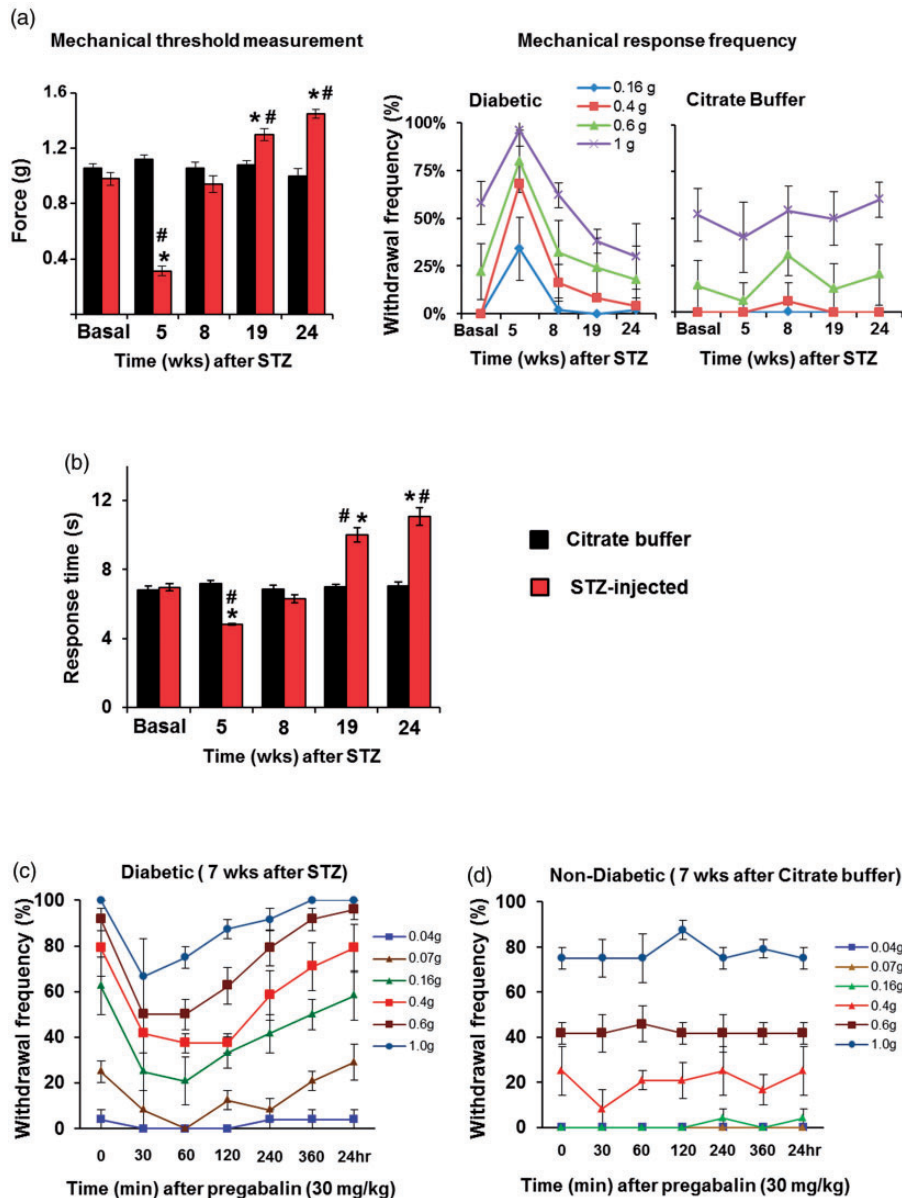 (a)
Mechanical threshold measurement
Mechanical response frequency
1.6
1.2
0.8
0.4
Force (g)
* #
* #
#
*
Basal 5 8 19 24
Time (wks) after STZ
Diabetic
0.16 g
0.4 g
0.6 g
1 g
Citrate Buffer
100%
75%
50%
25%
0%
Withdrawal frequency (%)
Basal 5 8 19 24
Time (wks) after STZ
Basal 5 8 19 24
Time (wks) after STZ
(b)
12
8
4
0
Response time (s)
#
*
# *
* #
Basal 5 8 19 24
Time (wks) after STZ
Citrate buffer
STZ-injected
(c)
Diabetic ( 7 wks after STZ)
100
80
60
40
20
0
Withdrawal frequency (%)
0.04g
0.07g
0.16g
0.4g
0.6g
1.0g
0 30 60 120 240 360 24hr
Time (min) after pregabalin (30 mg/kg)
(d)
Non-Diabetic (7 wks after Citrate buffer)
100
80
60
40
20
0
Withdrawal frequency (%)
0.04g
0.07g
0.16g
0.4g
0.6g
1.0g
0 30 60 120 240 360 24hr
Time (min) after pregabalin (30 mg/kg)